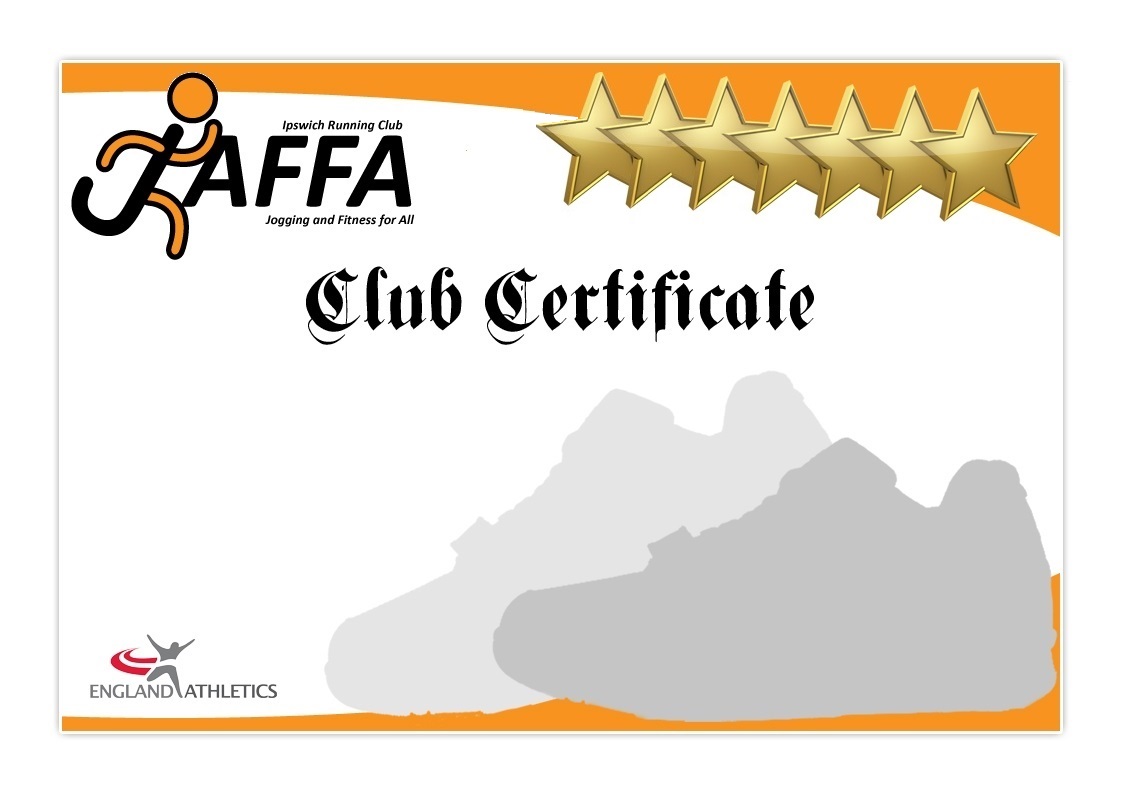 Ipswich Running Club
JAFFA
Jogging and Fitness for All
Club Certificate
ENGLAND ATHLETICS